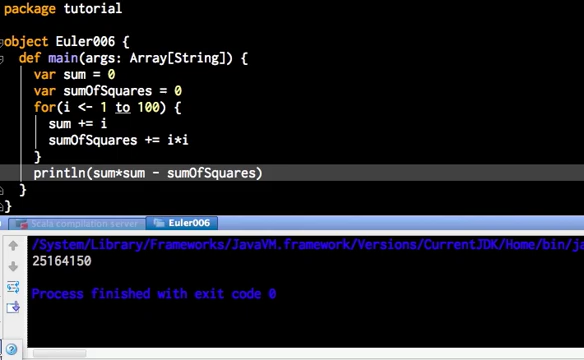 package tutorial
object Euler006 {
def main(args: Array[String]) {
var sum = 0
var sumOfSquares = 0
for(i <- 1 to 100) {
sum += i
sumOfSquares += i*i
}
println(sum*sum - sumOfSquares)
}
}
Scala compilation server Euler006
/System/Library/Frameworks/JavaVM.framework/Versions/CurrentJDK/Home/bin/ja
25164150
Process finished with exit code 0